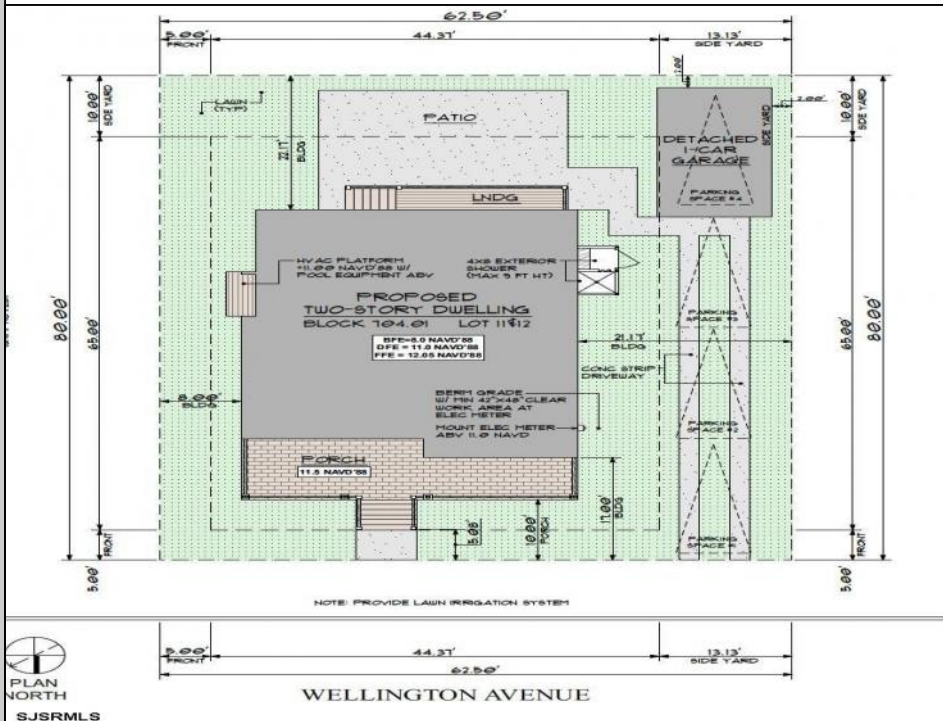 62.50'
5.00'
FRONT
44.37'
13.13'
SIDE YARD
10.00'
SIDE YARD
LAWN
(TYP)
22.17'
BLDG
PATIO
2.00'
SIDE YARD
DETACHED
1-CAR
GARAGE
PARKING
SPACE #4
10.00'
SIDE YARD
LNDG
HVAC PLATFORM
+11.00 NAVD'88 W/
POOL EQUIPMENT ABV
4X8 EXTERIOR
SHOWER
(MAX 9 FT HT)
PROPOSED
TWO-STORY DWELLING
BLOCK 704.01 LOT 11&12
BFE=8.0 NAVD'88
DFE = 11.0 NAVD'88
FFE = 12.05 NAVD'88
80.00'
65.00'
PARKING
SPACE #3
65.00'
80.00'
21.17'
BLDG
CONC STRIP
DRIVEWAY
8.00'
BLDG
BERM GRADE
W/ MIN 42"X48" CLEAR
WORK AREA AT
ELEC METER
MOUNT ELEC METER
ABV 11.0 NAVD
PARKING
SPACE #2
PORCH
11.5 NAVD'88
5.08'
10.00'
PORCH
17.00'
BLDG
PARKING
SPACE #1
FRONT
5.00'
FRONT
5.00'
NOTE: PROVIDE LAWN IRRIGATION SYSTEM
5.00'
FRONT
44.37'
13.13'
SIDE YARD
62.50'
PLAN
NORTH
WELLINGTON AVENUE
SJSRMLS